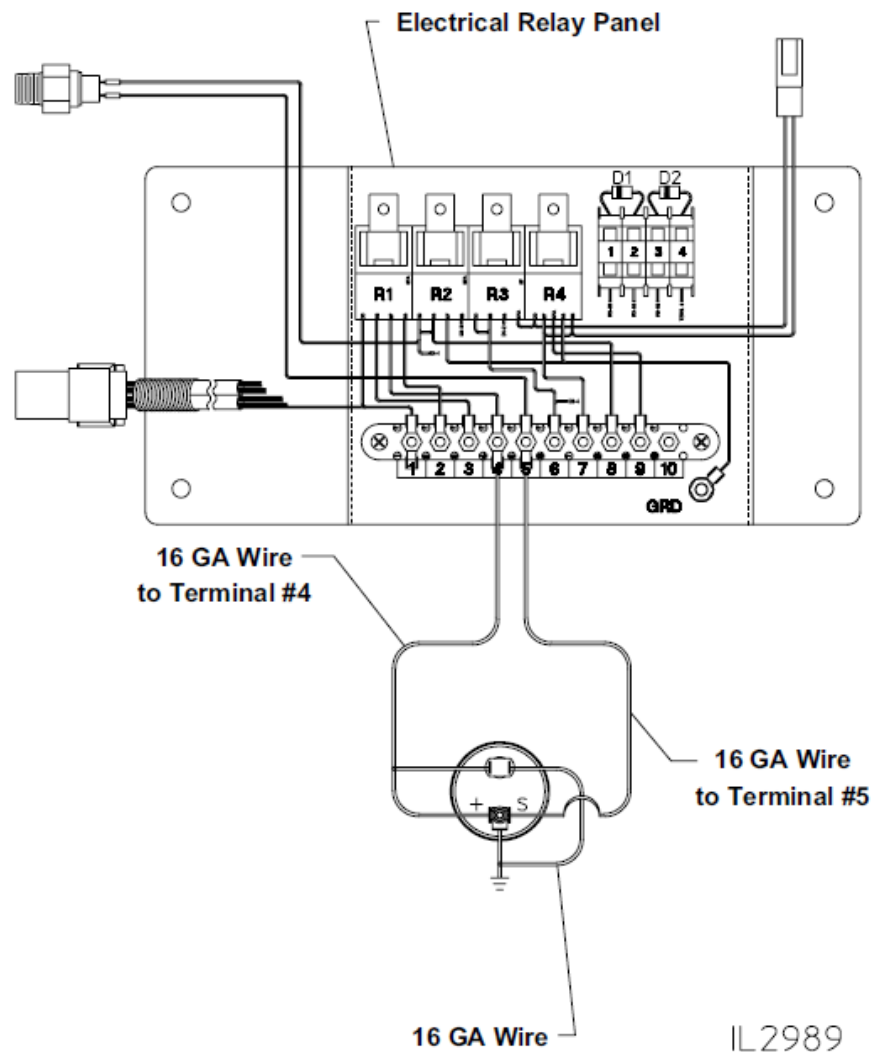 Electrical Relay Panel
D1 D2
1 2 3 4
R1 R2 R3 R4
1 2 3 4 5 6 7 8 9 10
GRD
16 GA Wire
to Terminal #4
16 GA Wire
to Terminal #5
+ S
16 GA Wire
IL2989